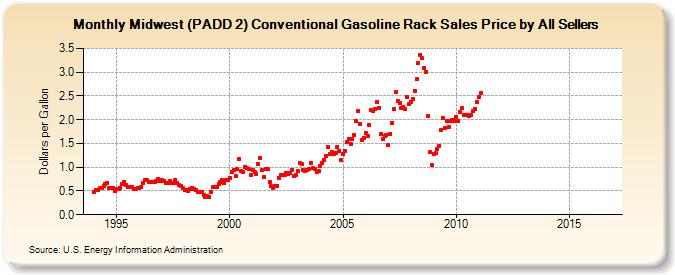 Monthly Midwest (PADD 2) Conventional Gasoline Rack Sales Price by All Sellers
Dollars per Gallon
3.5
3.0
2.5
2.0
1.5
1.0
0.5
0.0
1995 2000 2005 2010 2015
Source: U.S. Energy Information Administration